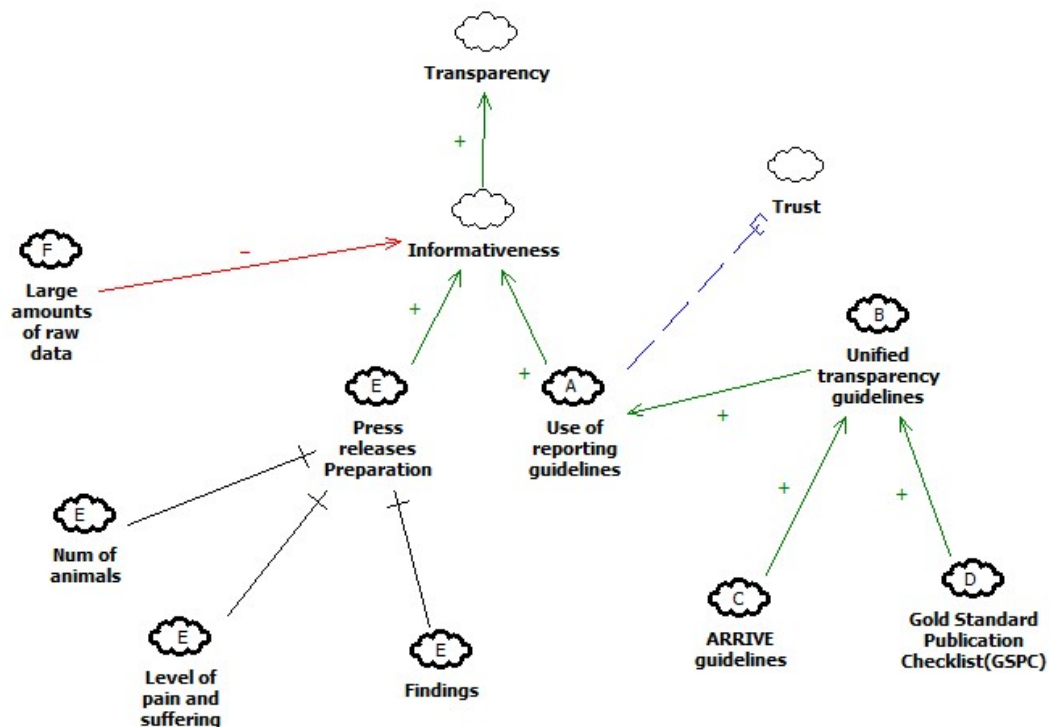 Transparency
+
Trust
Informativeness
F
−
Large
amounts
of raw
data
B
Unified
transparency
guidelines
+
+
E
A
Press
releases
Preparation
Use of
reporting
guidelines
+
E
Num of
animals
+
+
E
Level of
pain and
suffering
E
Findings
C
ARRIVE
guidelines
D
Gold Standard
Publication
Checklist(GSPC)